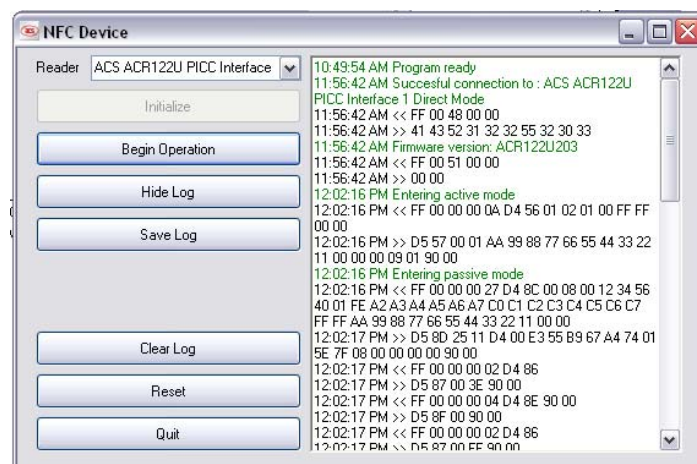 NFC Device
Reader ACS ACR122U PICC Interface
Initialize
Begin Operation
Hide Log
Save Log
Clear Log
Reset
Quit
10:49:54 AM Program ready
11:56:42 AM Succesful connection to : ACS ACR122U
PICC Interface 1 Direct Mode
11:56:42 AM << FF 00 48 00 00
11:56:42 AM >> 41 43 52 31 32 32 55 32 30 33
11:56:42 AM Firmware version: ACR122U203
11:56:42 AM << FF 00 51 00 00
11:56:42 AM >> 00 00
12:02:16 PM Entering active mode
12:02:16 PM << FF 00 00 00 0A D4 56 01 02 01 00 FF FF
00 00
12:02:16 PM >> D5 57 00 01 AA 99 88 77 66 55 44 33 22
11 00 00 00 09 01 90 00
12:02:16 PM Entering passive mode
12:02:16 PM << FF 00 00 00 27 D4 8C 00 08 00 12 34 56
40 01 FE A2 A3 A4 A5 A6 A7 C0 C1 C2 C3 C4 C5 C6 C7
FF FF AA 99 88 77 66 55 44 33 22 11 00 00
12:02:17 PM >> D5 8D 25 11 D4 00 E3 55 B9 67 A4 74 01
5E 7F 08 00 00 00 00 90 00
12:02:17 PM << FF 00 00 00 02 D4 86
12:02:17 PM >> D5 87 00 3E 90 00
12:02:17 PM << FF 00 00 00 04 D4 8E 90 00
12:02:17 PM >> D5 8F 00 90 00
12:02:17 PM << FF 00 00 00 02 D4 86
12:02:17 PM >> D5 87 00 FF 90 00